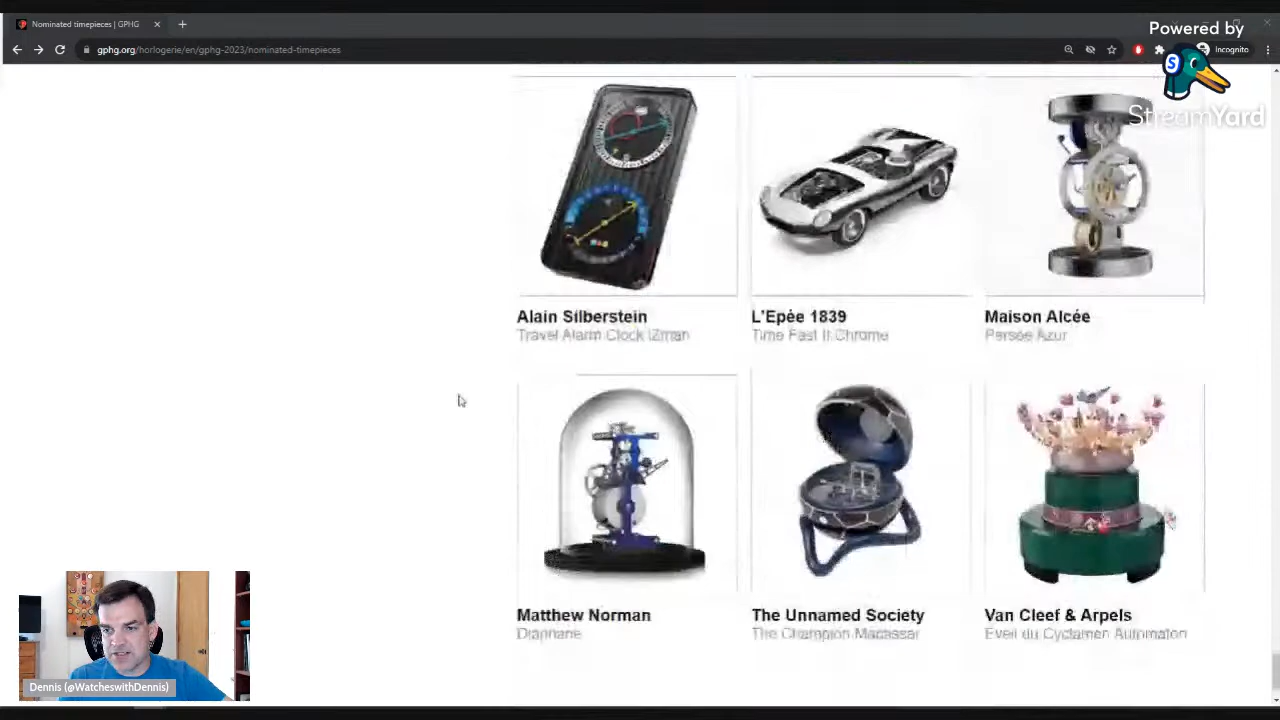 Nominated timepieces | GPHG
Powered by
gphg.org/horlogerie/en/gphg-2023/nominated-timepieces
Incognito
S
StreamYard
Alain Silberstein
Travel Alarm Clock IZman
L'Epée 1839
Time Fast II Chrome
Maison Alcée
Persée Azur
Matthew Norman
Diaphane
The Unnamed Society
The Champion Macassar
Van Cleef & Arpels
Eveil du Cyclamen Automaton
Dennis (@WatcheswithDennis)